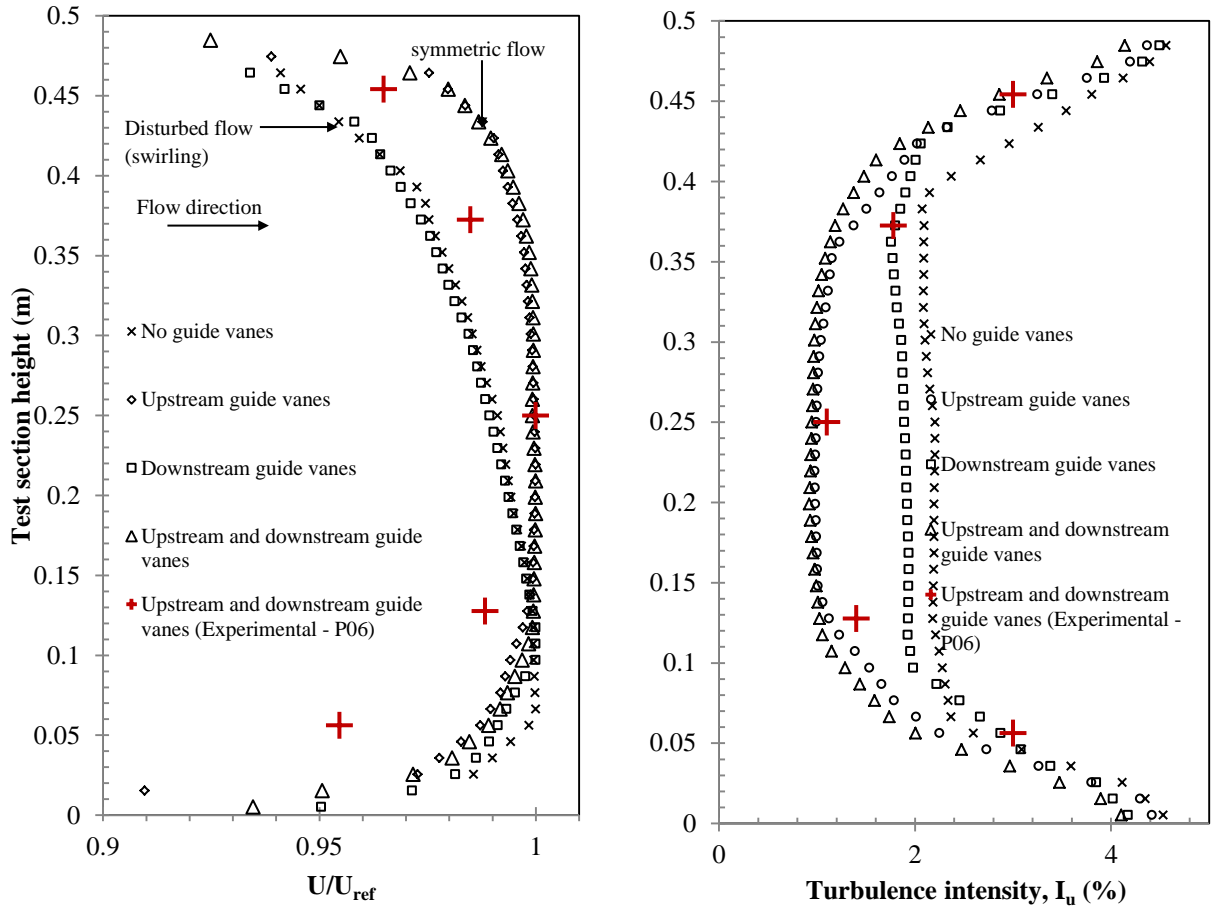 0.5
0.45
0.4
0.35
0.3
0.25
0.2
0.15
0.1
0.05
0
Test section height (m)
symmetric flow
Disturbed flow
(swirling)
Flow direction
No guide vanes
Upstream guide vanes
Downstream guide vanes
Upstream and downstream guide
vanes
Upstream and downstream guide
vanes (Experimental - P06)
0.9
0.95
1
U/Uref
0.5
0.45
0.4
0.35
0.3
0.25
0.2
0.15
0.1
0.05
0
No guide vanes
Upstream guide vanes
Downstream guide vanes
Upstream and downstream
guide vanes
Upstream and downstream
guide vanes (Experimental -
P06)
0
2
4
Turbulence intensity, Iu (%)